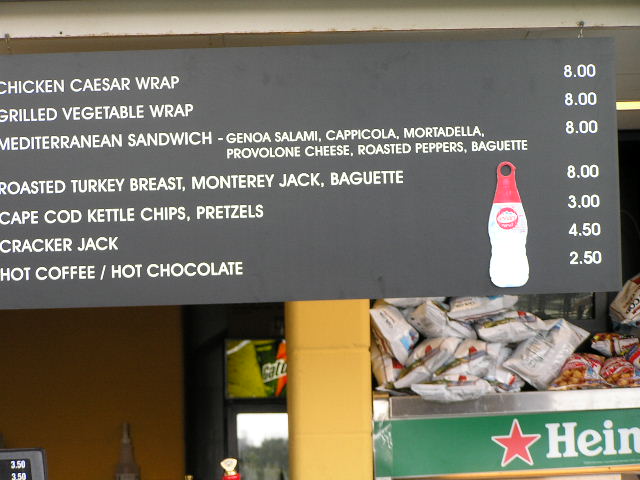 CHICKEN CAESAR WRAP 8.00
GRILLED VEGETABLE WRAP 8.00
MEDITERRANEAN SANDWICH - GENOA SALAMI, CAPPICOLA, MORTADELLA, 8.00
PROVOLONE CHEESE, ROASTED PEPPERS, BAGUETTE
ROASTED TURKEY BREAST, MONTEREY JACK, BAGUETTE 8.00
CAPE COD KETTLE CHIPS, PRETZELS 3.00
CRACKER JACK 4.50
HOT COFFEE / HOT CHOCOLATE 2.50
Hein
3.50
3.50